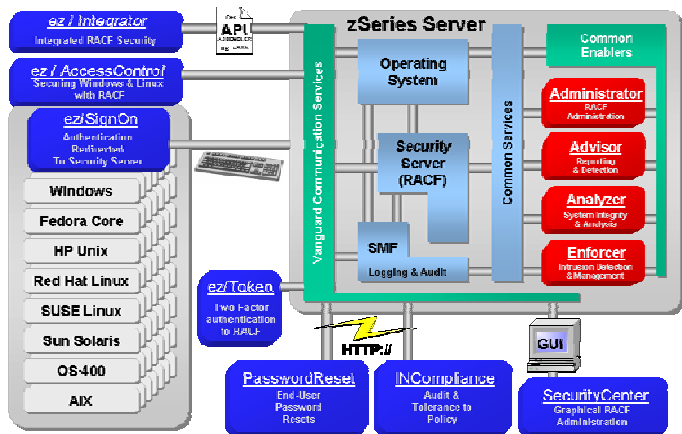 ez / Integrator
Integrated RACF Security
API
ez / AccessControl
Securing Windows & Linux
with RACF
ez/SignOn
Authentication
Redirected
To Security Server
Windows
Fedora Core
HP Unix
Red Hat Linux
SUSE Linux
Sun Solaris
OS-400
AIX
zSeries Server
Vanguard Communication Services
Operating
System
Security
Server
(RACF)
SMF
Logging & Audit
Common Services
Common
Enablers
Administrator
RACF
Administration
Advisor
Reporting
& Detection
Analyzer
System Integrity
& Analysis
Enforcer
Intrusion Detection
& Management
ez/Token
Two Factor
authentication
to RACF
HTTP://
GUI
PasswordReset
End-User
Password
Resets
INCompliance
Audit &
Tolerance to
Policy
SecurityCenter
Graphical RACF
Administration